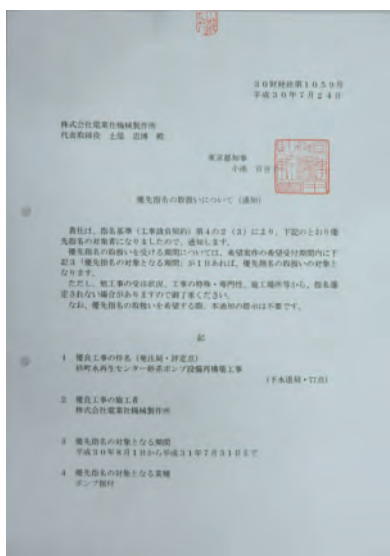 30財経総第1059号
平成30年7月24日
株式会社電業社機械製作所
代表取締役 土屋 忠博 殿
東京都知事
小池 百合子
優先指名の取扱いについて(通知)
貴社は、指名基準(工事請負契約)第4の2(3)により、下記のとおり優
先指名の対象者になりましたので、通知します。
優先指名の取扱いを受ける期間については、希望案件の希望受付期間内に下
記3「優先指名の対象となる期間」が1日あれば、優先指名の取扱いの対象と
なります。
ただし、他工事の受注状況、工事の特殊・専門性、施工場所等から、指名選
定されない場合がありますので御了承ください。
なお、優先指名の取扱いを希望する際、本通知の提示は不要です。
記
1 優良工事の件名(発注局・評定点)
砂町水再生センター砂系ポンプ設備再構築工事
(下水道局・77点)
2 優良工事の施工者
株式会社電業社機械製作所
3 優先指名の対象となる期間
平成30年8月1日から平成31年7月31日まで
4 優先指名の対象となる業種
ポンプ据付